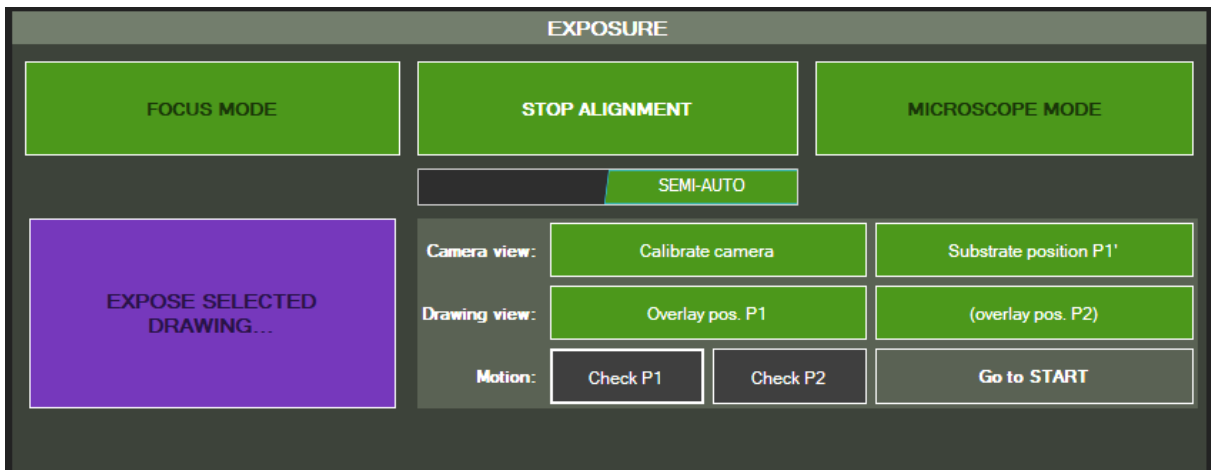 EXPOSURE
FOCUS MODE
STOP ALIGNMENT
MICROSCOPE MODE
SEMI-AUTO
EXPOSE SELECTED
DRAWING...
Camera view:
Calibrate camera
Substrate position P1'
Drawing view:
Overlay pos. P1
(overlay pos. P2)
Motion:
Check P1
Check P2
Go to START